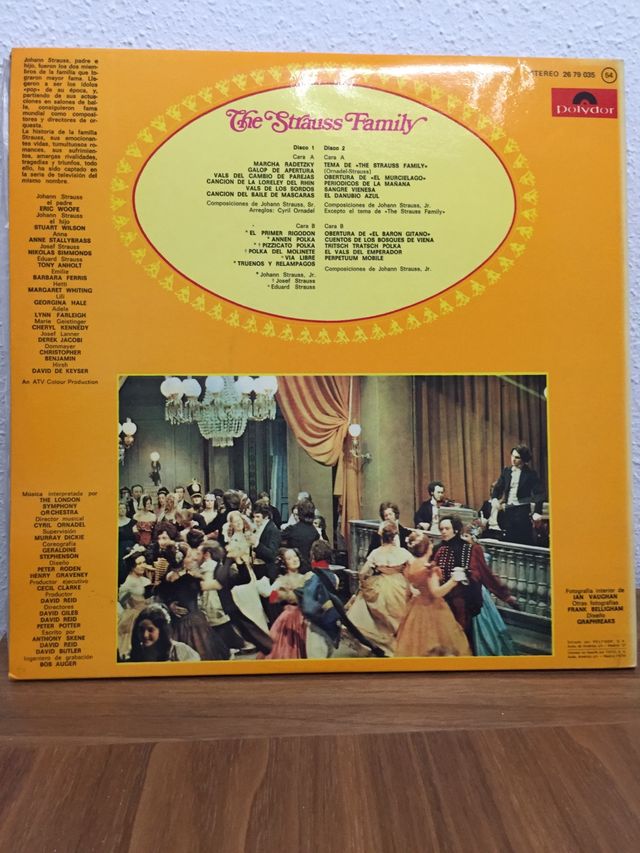 Johann Strauss, padre e
hijo, fueron los dos miem-
bros de la familia que lo-
graron mayor fama. Lle-
garon a ser los ídolos
«pop» de su época, y,
partiendo de sus actua-
ciones en salones de bai-
le, consiguieron fama
mundial como composi-
tores y directores de or-
questa.
La historia de la familia
Strauss, sus emocionan-
tes vidas, tumultuosos ro-
mances, sus sufrimien-
tos, amargas rivalidades,
tragedias y triunfos, todo
ello, ha sido captado en
la serie de televisión del
mismo nombre.
Johann Strauss
el padre
ERIC WOOFE
Johann Strauss
el hijo
STUART WILSON
Anna
ANNE STALLYBRASS
Josef Strauss
NIKOLAS SIMMONDS
Eduard Strauss
TONY ANHOLT
Emilie
BARBARA FERRIS
Hetti
MARGARET WHITING
Lili
GEORGINA HALE
Adela
LYNN FARLEIGH
Marie Geistinger
CHERYL KENNEDY
Josef Lanner
DEREK JACOBI
Dommayer
CHRISTOPHER
BENJAMIN
Hirsh
DAVID DE KEYSER
An ATV Colour Production
Música interpretada por
THE LONDON
SYMPHONY
ORCHESTRA
Director musical
CYRIL ORNADEL
Supervisión
MURRAY DICKIE
Coreografía
GERALDINE
STEPHENSON
Diseño
PETER RODEN
HENRY GRAVENEY
Productor ejecutivo
CECIL CLARKE
Productor
DAVID REID
Directores
DAVID GILES
DAVID REID
PETER POTTER
Escrito por
ANTHONY SKENE
DAVID REID
DAVID BUTLER
Ingeniero de grabación
BOB AUGER
STEREO 26 79 035 54
Polydor
The Strauss Family
Disco 1
Cara A
MARCHA RADETZKY
GALOP DE APERTURA
VALS DEL CAMBIO DE PAREJAS
CANCION DE LA LORELEY DEL RHIN
VALS DE LOS SORDOS
CANCION DEL BAILE DE MASCARAS
Composiciones de Johann Strauss, Sr.
Arreglos: Cyril Ornadel
Cara B
* EL PRIMER RIGODON
* ANNEN POLKA
*† PIZZICATO POLKA
† POLKA DEL MOLINETE
° VIA LIBRE
* TRUENOS Y RELAMPAGOS
* Johann Strauss, Jr.
† Josef Strauss
° Eduard Strauss
Disco 2
Cara A
TEMA DE «THE STRAUSS FAMILY»
(Ornadel-Strauss)
OBERTURA DE «EL MURCIELAGO»
PERIODICOS DE LA MAÑANA
SANGRE VIENESA
EL DANUBIO AZUL
Composiciones de Johann Strauss, Jr.
Excepto el tema de «The Strauss Family»
Cara B
OBERTURA DE «EL BARON GITANO»
CUENTOS DE LOS BOSQUES DE VIENA
TRITSCH TRATSCH POLKA
EL VALS DEL EMPERADOR
PERPETUUM MOBILE
Composiciones de Johann Strauss, Jr.
Fotografía interior de
IAN VAUGHAN
Otras fotografías:
FRANK BELLIGHAM
Diseño
GRAPHREAKS